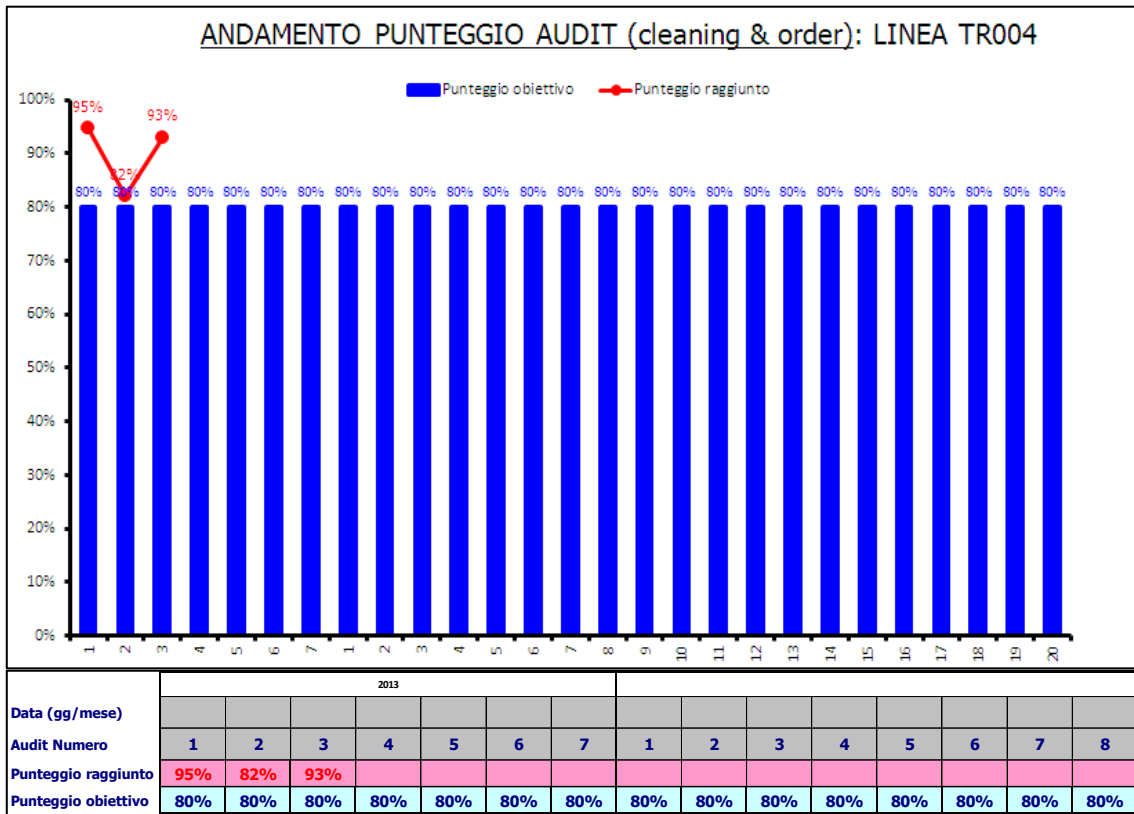 ANDAMENTO PUNTEGGIO AUDIT (cleaning & order): LINEA TR004
Punteggio obiettivo Punteggio raggiunto
100%
90%
80%
70%
60%
50%
40%
30%
20%
10%
0%
95% 82% 93%
80% 80% 80% 80% 80% 80% 80% 80% 80% 80% 80% 80% 80% 80% 80% 80% 80% 80% 80% 80% 80% 80% 80% 80% 80% 80% 80%
1 2 3 4 5 6 7 1 2 3 4 5 6 7 8 9 10 11 12 13 14 15 16 17 18 19 20
2013
Data (gg/mese)
Audit Numero 1 2 3 4 5 6 7 1 2 3 4 5 6 7 8
Punteggio raggiunto 95% 82% 93%
Punteggio obiettivo 80% 80% 80% 80% 80% 80% 80% 80% 80% 80% 80% 80% 80% 80% 80%